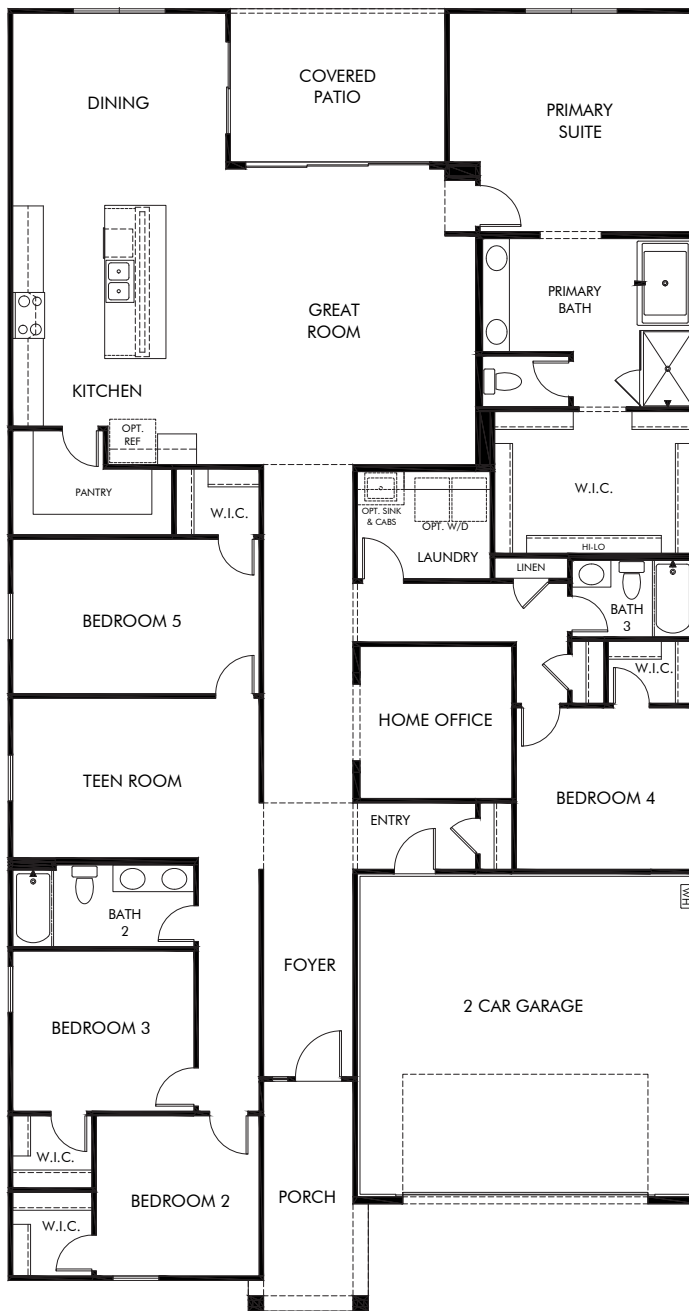 COVERED
PATIO
DINING
PRIMARY
SUITE
PRIMARY
BATH
GREAT
ROOM
KITCHEN
OPT.
REF
PANTRY
W.I.C.
OPT. SINK
& CABS
OPT. W/D
LAUNDRY
W.I.C.
HI-LO
LINEN
BEDROOM 5
BATH
3
W.I.C.
HOME OFFICE
TEEN ROOM
BEDROOM 4
ENTRY
WH
BATH
2
FOYER
2 CAR GARAGE
BEDROOM 3
W.I.C.
BEDROOM 2
PORCH
W.I.C.